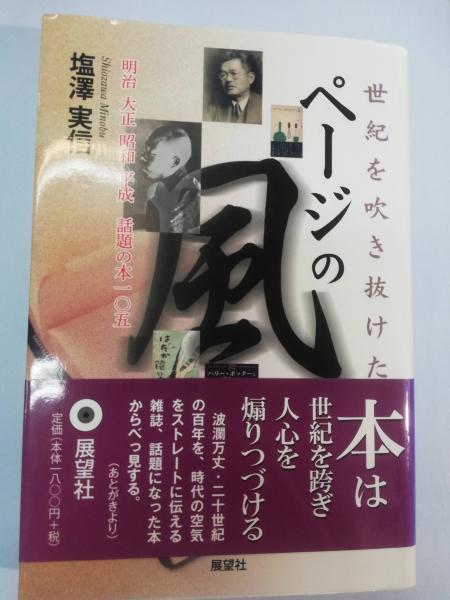 世紀を吹き抜けた
ページの
風
明治 大正 昭和 平成 話題の本一〇五
塩澤 実信
Shiozawa Minobu
はだか随筆
ハリー・ポッターと
本は
世紀を跨ぎ
人心を
煽りつづける
波瀾万丈・二十世紀
の百年を、時代の空気
をストレートに伝える
雑誌、話題になった本
からべっ見する。
(あとがきより)
展望社
定価(本体一八〇〇円+税)
展望社